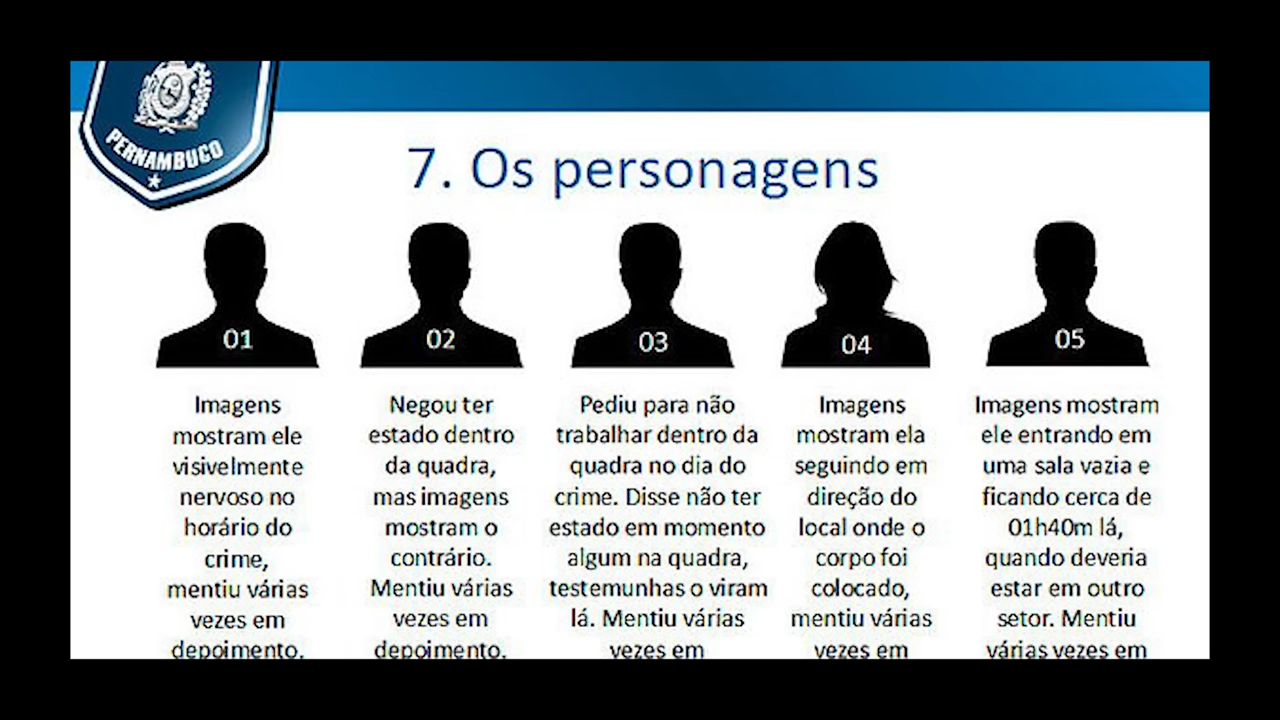 PERNAMBUCO
7. Os personagens
01
02
03
04
05
Imagens
mostram ele
visivelmente
nervoso no
horário do
crime,
mentiu várias
vezes em
depoimento.
Negou ter
estado dentro
da quadra,
mas imagens
mostram o
contrário.
Mentiu várias
vezes em
depoimento.
Pediu para não
trabalhar dentro da
quadra no dia do
crime. Disse não ter
estado em momento
algum na quadra,
testemunhas o viram
lá. Mentiu várias
vezes em
Imagens
mostram ela
seguindo em
direção do
local onde o
corpo foi
colocado,
mentiu várias
vezes em
Imagens mostram
ele entrando em
uma sala vazia e
ficando cerca de
01h40m lá,
quando deveria
estar em outro
setor. Mentiu
várias vezes em